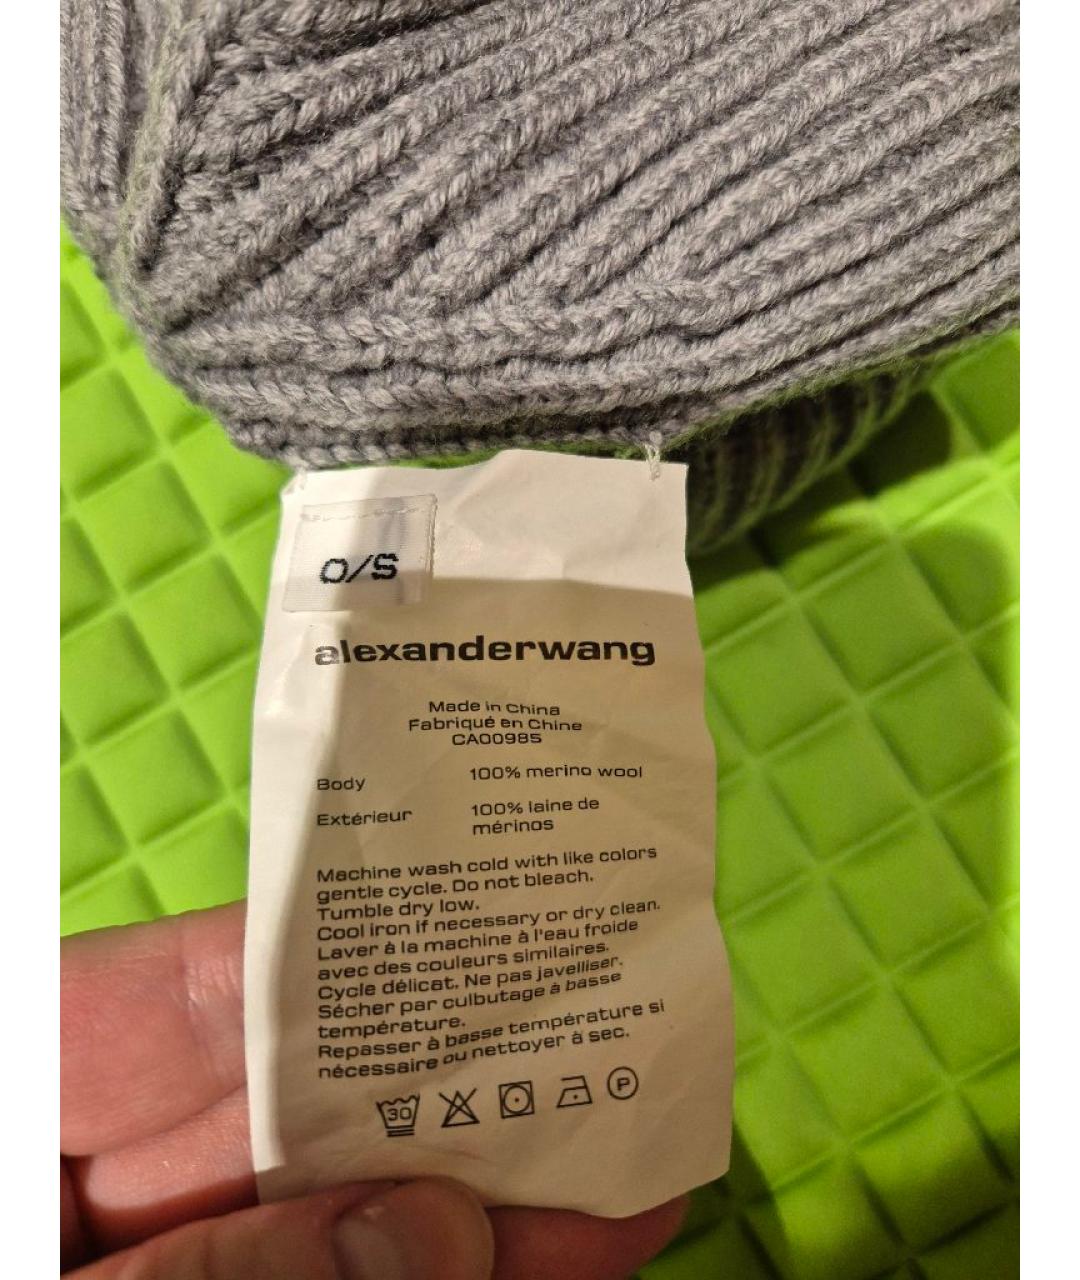 O/S
alexanderwang
Made in China
Fabriqué en Chine
CA00985
Body 100% merino wool
Extérieur 100% laine de
mérinos
Machine wash cold with like colors
gentle cycle. Do not bleach.
Tumble dry low.
Cool iron if necessary or dry clean.
Laver à la machine à l'eau froide
avec des couleurs similaires.
Cycle délicat. Ne pas javelliser.
Sécher par culbutage à basse
température.
Repasser à basse température si
nécessaire ou nettoyer à sec.
30 P